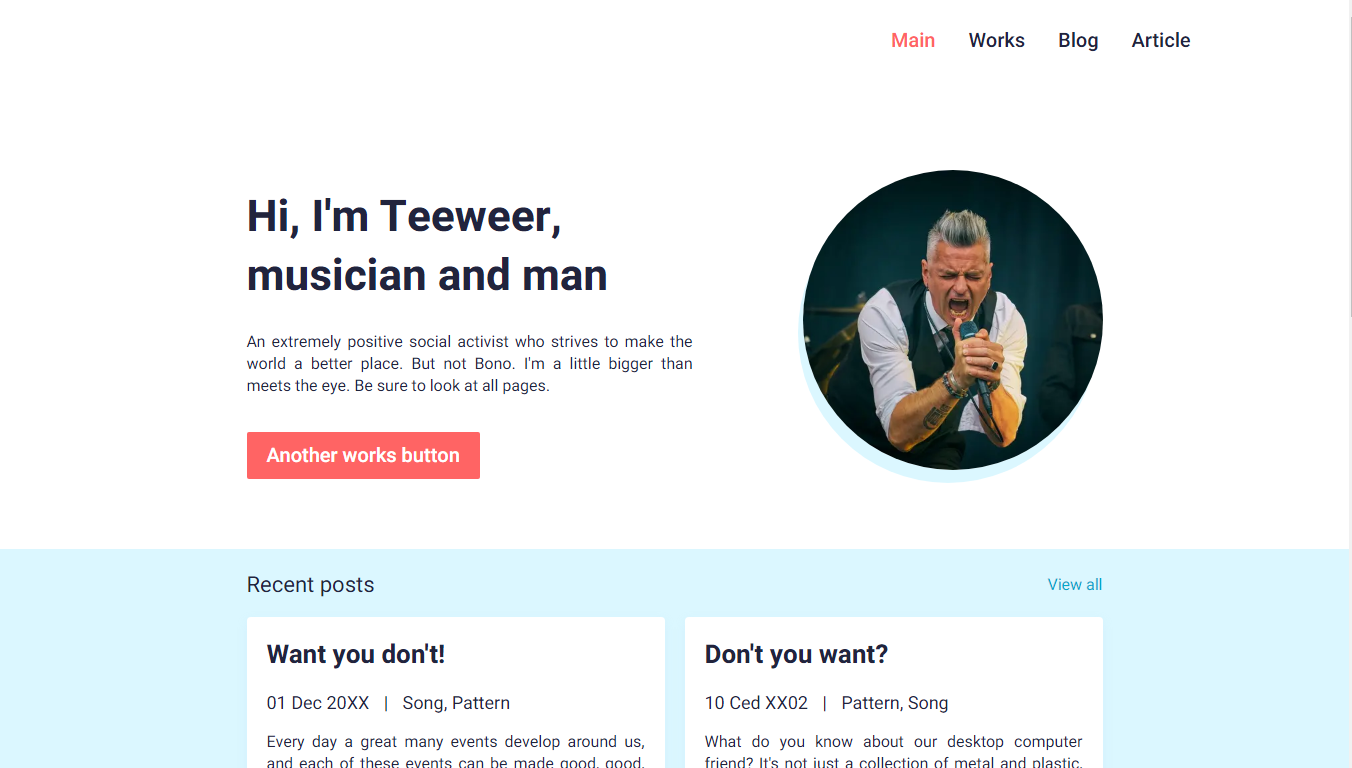 Main Works Blog Article
Hi, I'm Teeweer,
musician and man
An extremely positive social activist who strives to make the
world a better place. But not Bono. I'm a little bigger than
meets the eye. Be sure to look at all pages.
Another works button
Recent posts
View all
Want you don't!
01 Dec 20XX | Song, Pattern
Every day a great many events develop around us,
and each of these events can be made good, good,
Don't you want?
10 Ced XX02 | Pattern, Song
What do you know about our desktop computer
friend? It's not just a collection of metal and plastic,